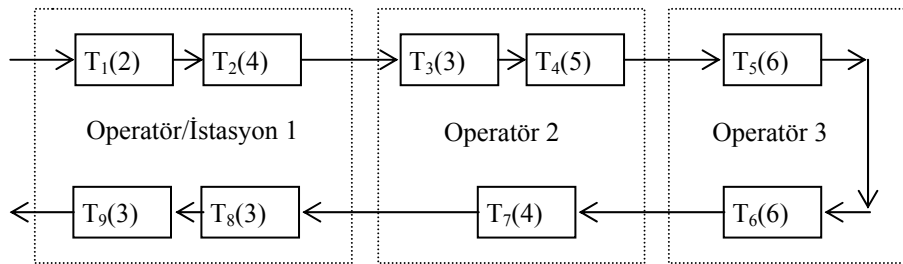 T₁(2) T₂(4) T₃(3) T₄(5) T₅(6)
Operatör/İstasyon 1 Operatör 2 Operatör 3
T₉(3) T₈(3) T₇(4) T₆(6)